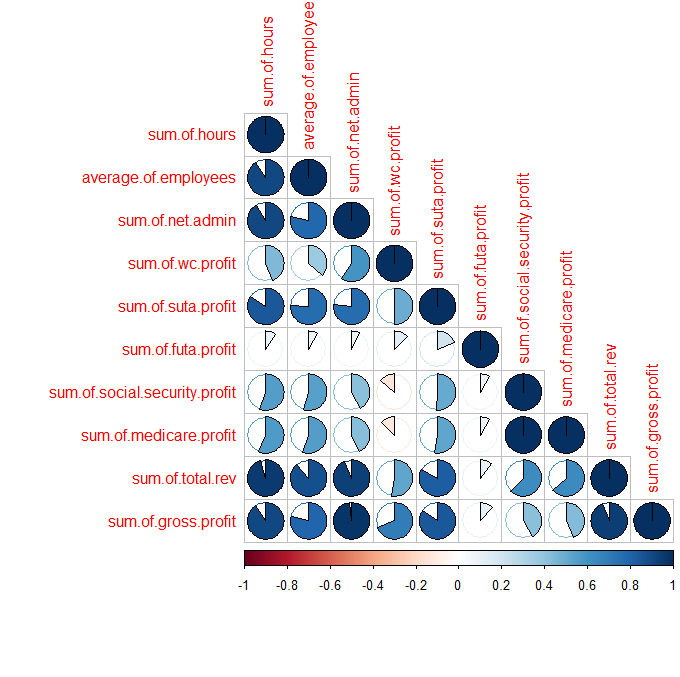 sum.of.hours
average.of.employee
sum.of.net.admin
sum.of.wc.profit
sum.of.suta.profit
sum.of.futa.profit
sum.of.social.security.profit
sum.of.medicare.profit
sum.of.total.rev
sum.of.gross.profit
sum.of.hours
average.of.employees
sum.of.net.admin
sum.of.wc.profit
sum.of.suta.profit
sum.of.futa.profit
sum.of.social.security.profit
sum.of.medicare.profit
sum.of.total.rev
sum.of.gross.profit
-1 -0.8 -0.6 -0.4 -0.2 0 0.2 0.4 0.6 0.8 1